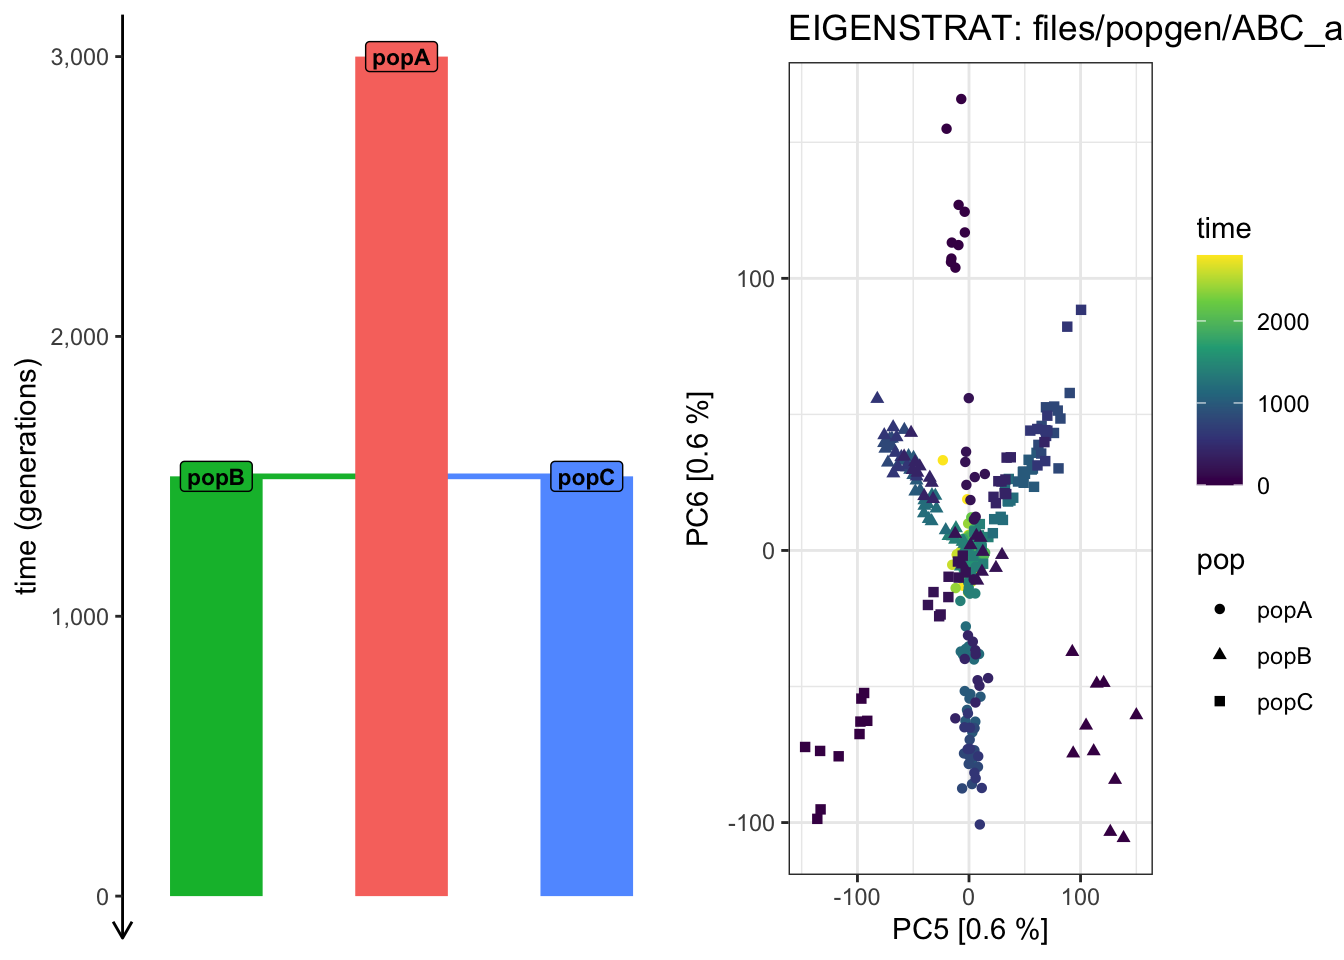 time (generations)
3,000
2,000
1,000
0
popA
popB
popC
EIGENSTRAT: files/popgen/ABC_a
PC6 [0.6 %]
100
0
-100
-100
0
100
PC5 [0.6 %]
time
2000
1000
0
pop
popA
popB
popC